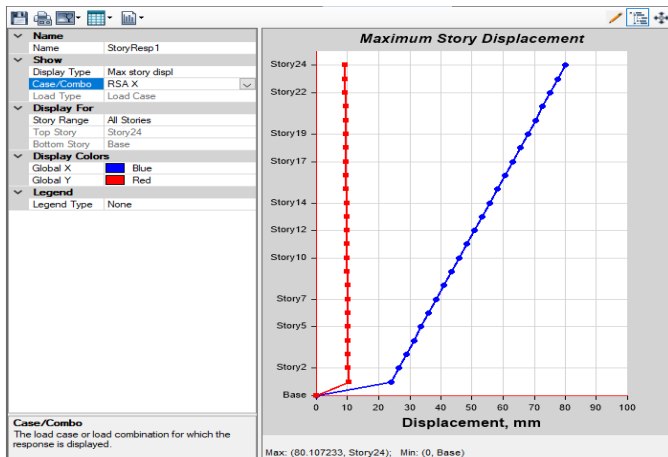 Name
Name StoryResp1
Show
Display Type Max story displ
Case/Combo RSA X
Load Type Load Case
Display For
Story Range All Stories
Top Story Story24
Bottom Story Base
Display Colors
Global X Blue
Global Y Red
Legend
Legend Type None
Case/Combo
The load case or load combination for which the
response is displayed.
Maximum Story Displacement
Story24
Story22
Story19
Story17
Story14
Story12
Story10
Story7
Story5
Story2
Base
0 10 20 30 40 50 60 70 80 90 100
Displacement, mm
Max: (80.107233, Story24); Min: (0, Base)